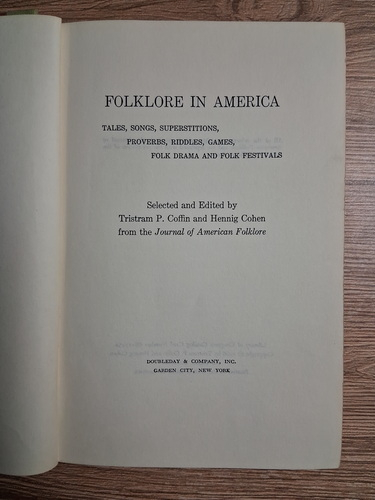 FOLKLORE IN AMERICA
TALES, SONGS, SUPERSTITIONS,
PROVERBS, RIDDLES, GAMES,
FOLK DRAMA AND FOLK FESTIVALS
Selected and Edited by
Tristram P. Coffin and Hennig Cohen
from the Journal of American Folklore
DOUBLEDAY & COMPANY, INC.
GARDEN CITY, NEW YORK